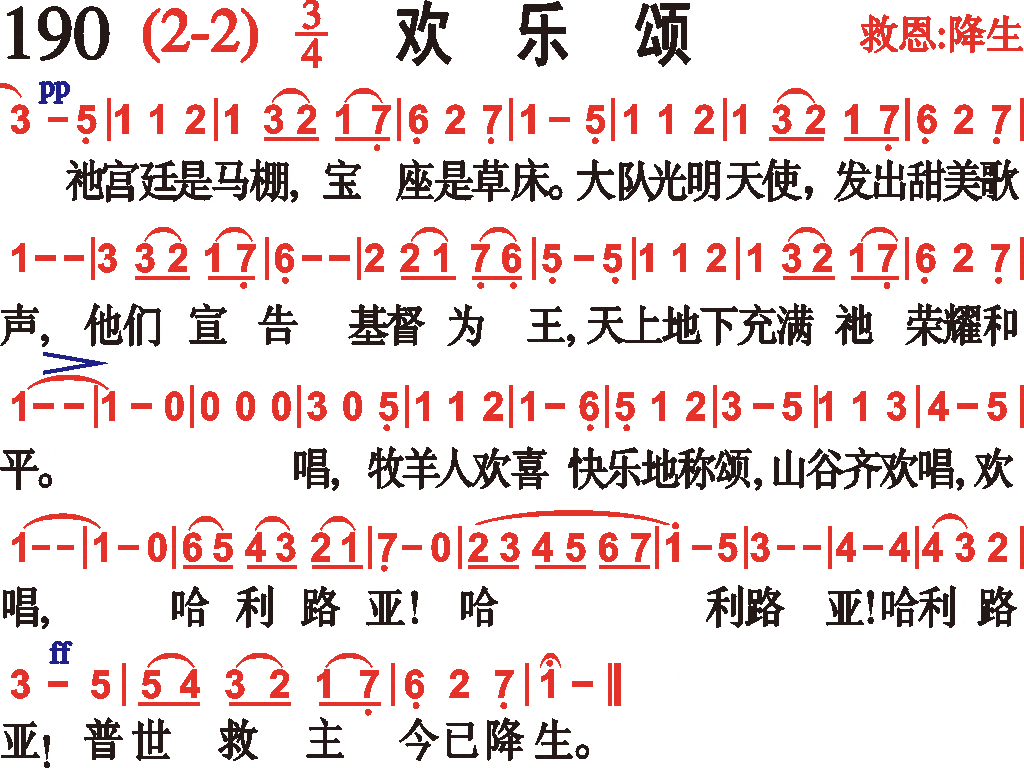 190 (2-2) 3/4 欢乐颂 救恩:降生
pp
3 - 5|1 1 2|1 3 2 1 7|6 2 7|1 - 5|1 1 2|1 3 2 1 7|6 2 7|
祂宫廷是马棚，宝 座是草床。大队光明天使，发出甜美歌
1 - -|3 3 2 1 7|6 - -|2 2 1 7 6|5 - 5|1 1 2|1 3 2 1 7|6 2 7|
声，他们 宣 告 基督 为 王，天上地下充满 祂 荣耀和
1 - -|1 - 0|0 0 0|3 0 5|1 1 2|1 - 6|5 1 2|3 - 5|1 1 3|4 - 5|
平。 唱，牧羊人欢喜 快乐地称颂，山谷齐欢唱，欢
1 - -|1 - 0|6 5 4 3 2 1|7 - 0|2 3 4 5 6 7|1 - 5|3 - -|4 - 4|4 3 2|
唱， 哈 利 路 亚！哈 利路 亚！哈利 路
ff
3 - 5|5 4 3 2 1 7|6 2 7|1 - ‖
亚！普世 救 主 今已降生。